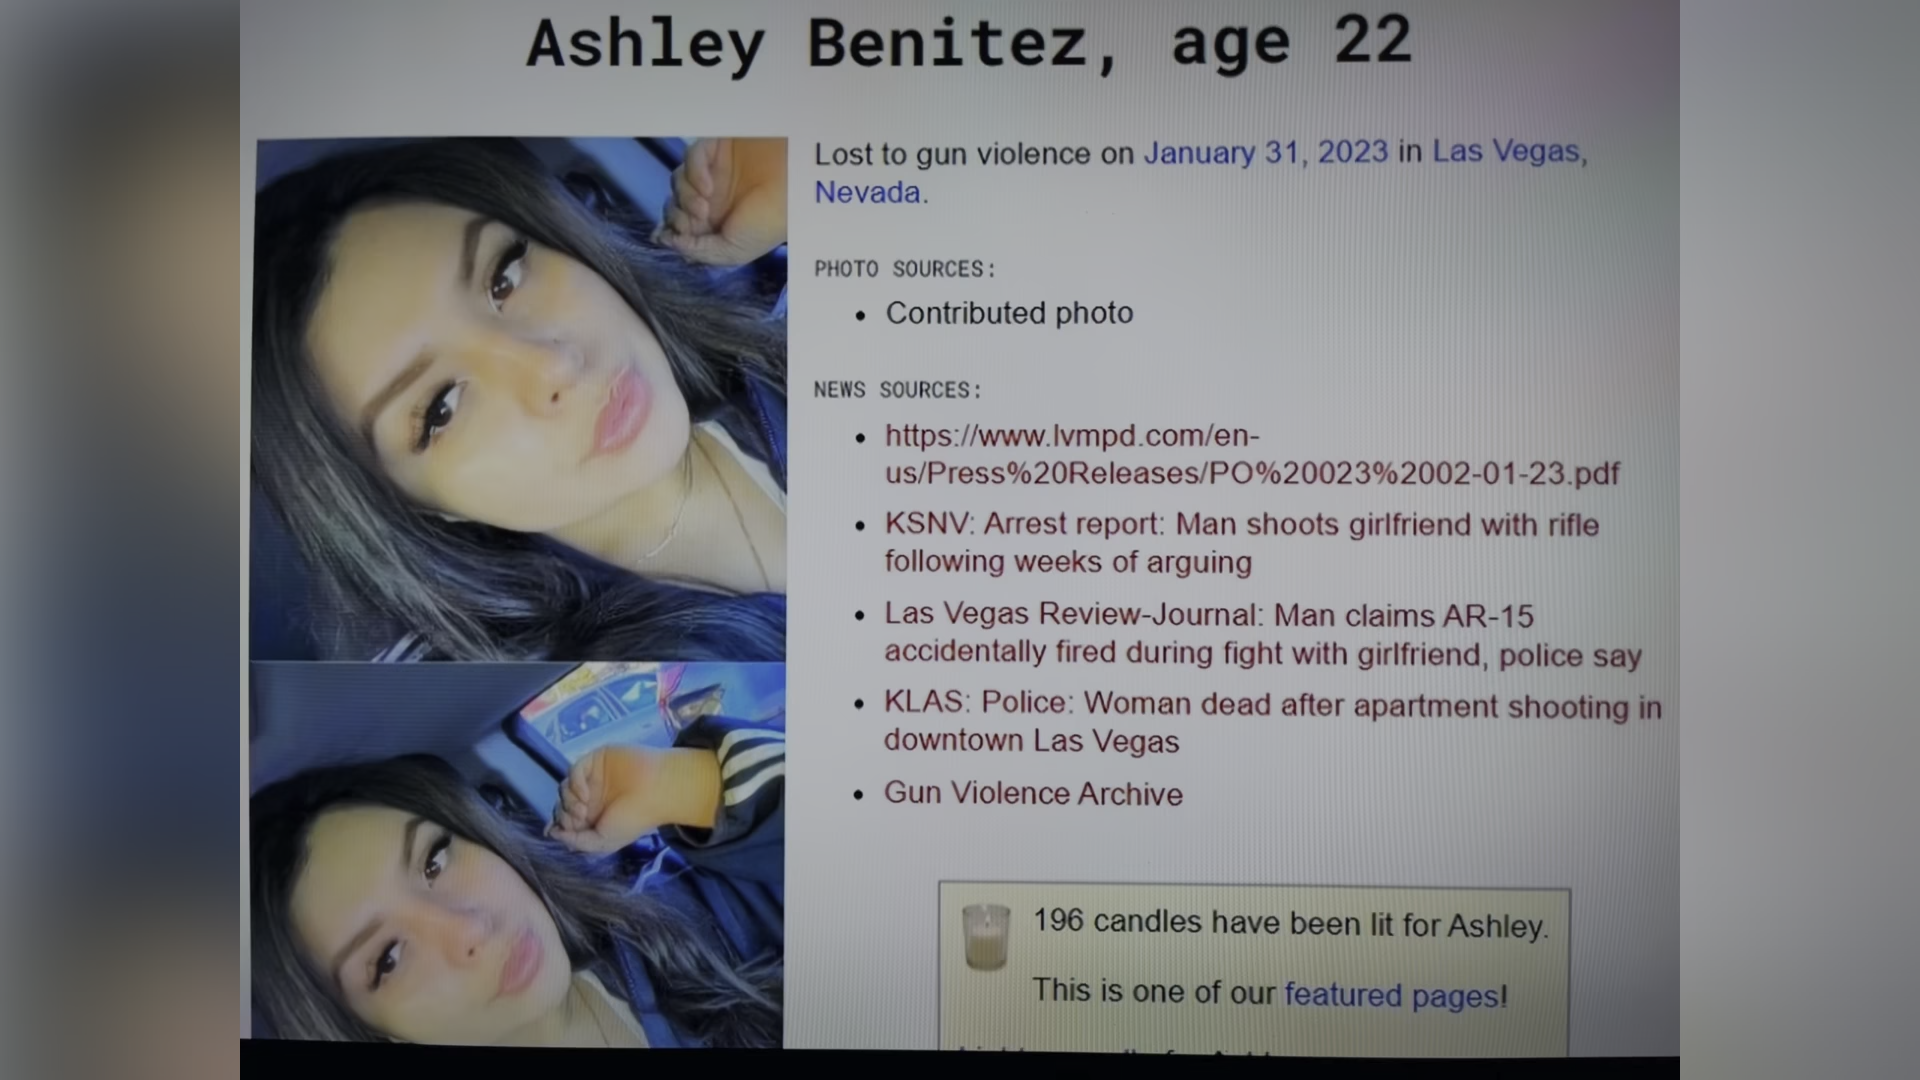 Ashley Benitez, age 22
Lost to gun violence on January 31, 2023 in Las Vegas,
Nevada.
PHOTO SOURCES:
Contributed photo
NEWS SOURCES:
https://www.lvmpd.com/en-
us/Press%20Releases/PO%20023%2002-01-23.pdf
KSNV: Arrest report: Man shoots girlfriend with rifle
following weeks of arguing
Las Vegas Review-Journal: Man claims AR-15
accidentally fired during fight with girlfriend, police say
KLAS: Police: Woman dead after apartment shooting in
downtown Las Vegas
Gun Violence Archive
196 candles have been lit for Ashley.
This is one of our featured pages!